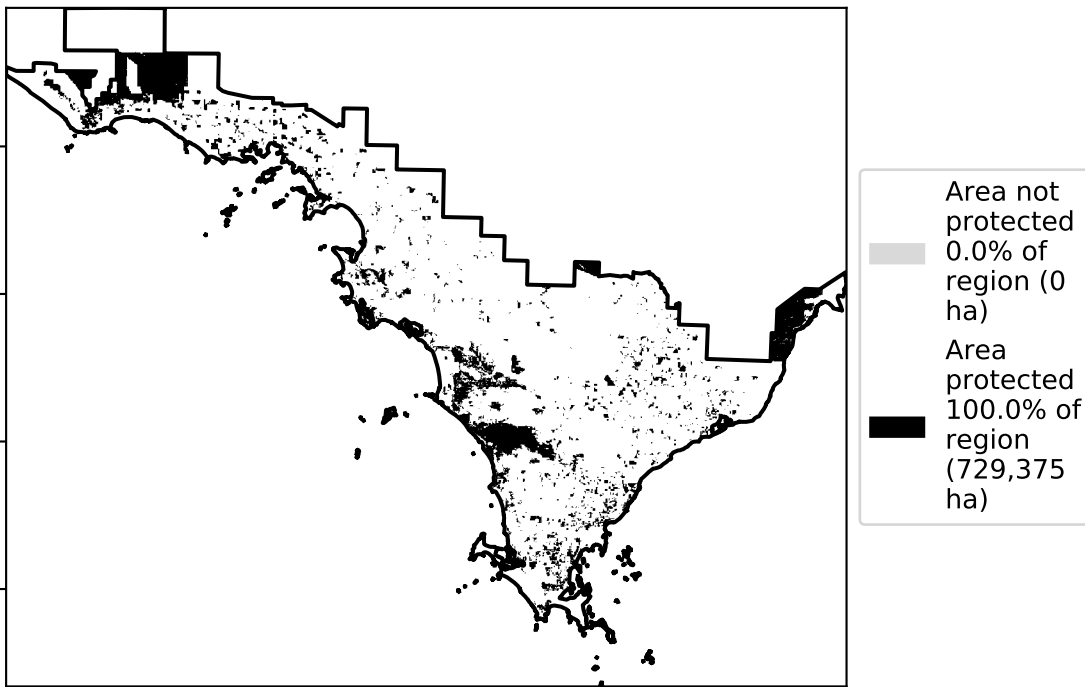 Area not
protected
0.0% of
region (0
ha)
Area
protected
100.0% of
region
(729,375
ha)